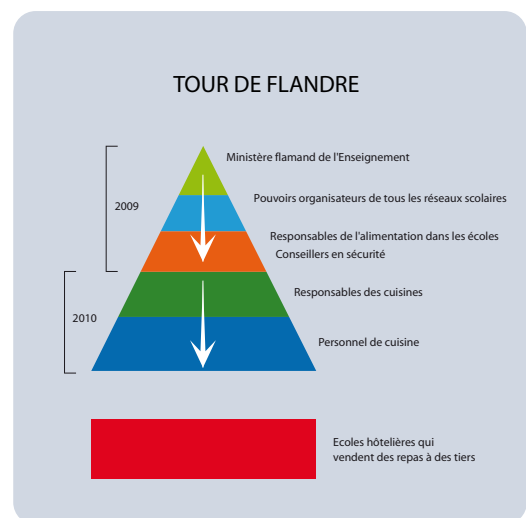 TOUR DE FLANDRE
Ministère flamand de l'Enseignement
Pouvoirs organisateurs de tous les réseaux scolaires
2009
Responsables de l'alimentation dans les écoles
Conseillers en sécurité
Responsables des cuisines
2010
Personnel de cuisine
Ecoles hôtelières qui
vendent des repas à des tiers